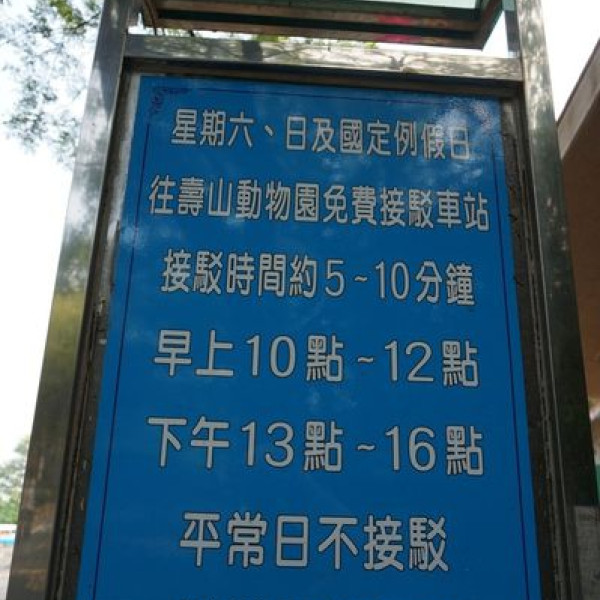 星期六、日及國定例假日
往壽山動物園免費接駁車站
接駁時間約5~10分鐘
早上10點~12點
下午13點~16點
平常日不接駁